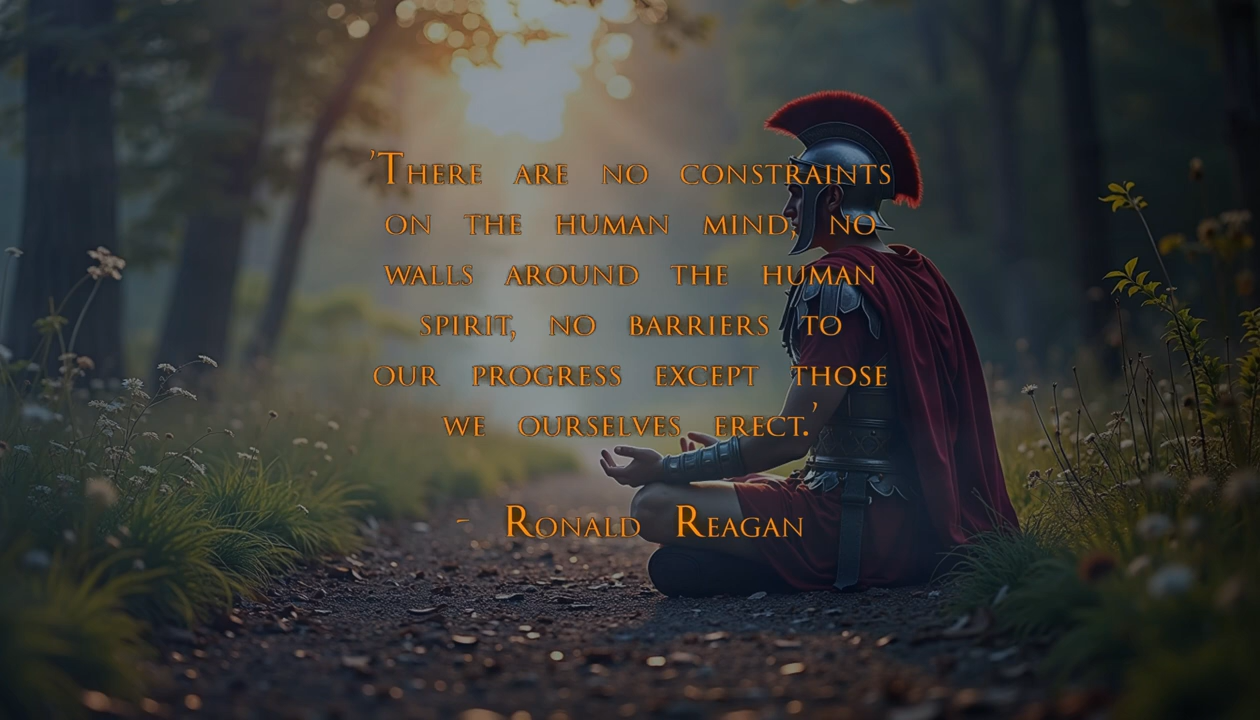 'There are no constraints
on the human mind, no
walls around the human
spirit, no barriers to
our progress except those
we ourselves erect.'
- Ronald Reagan